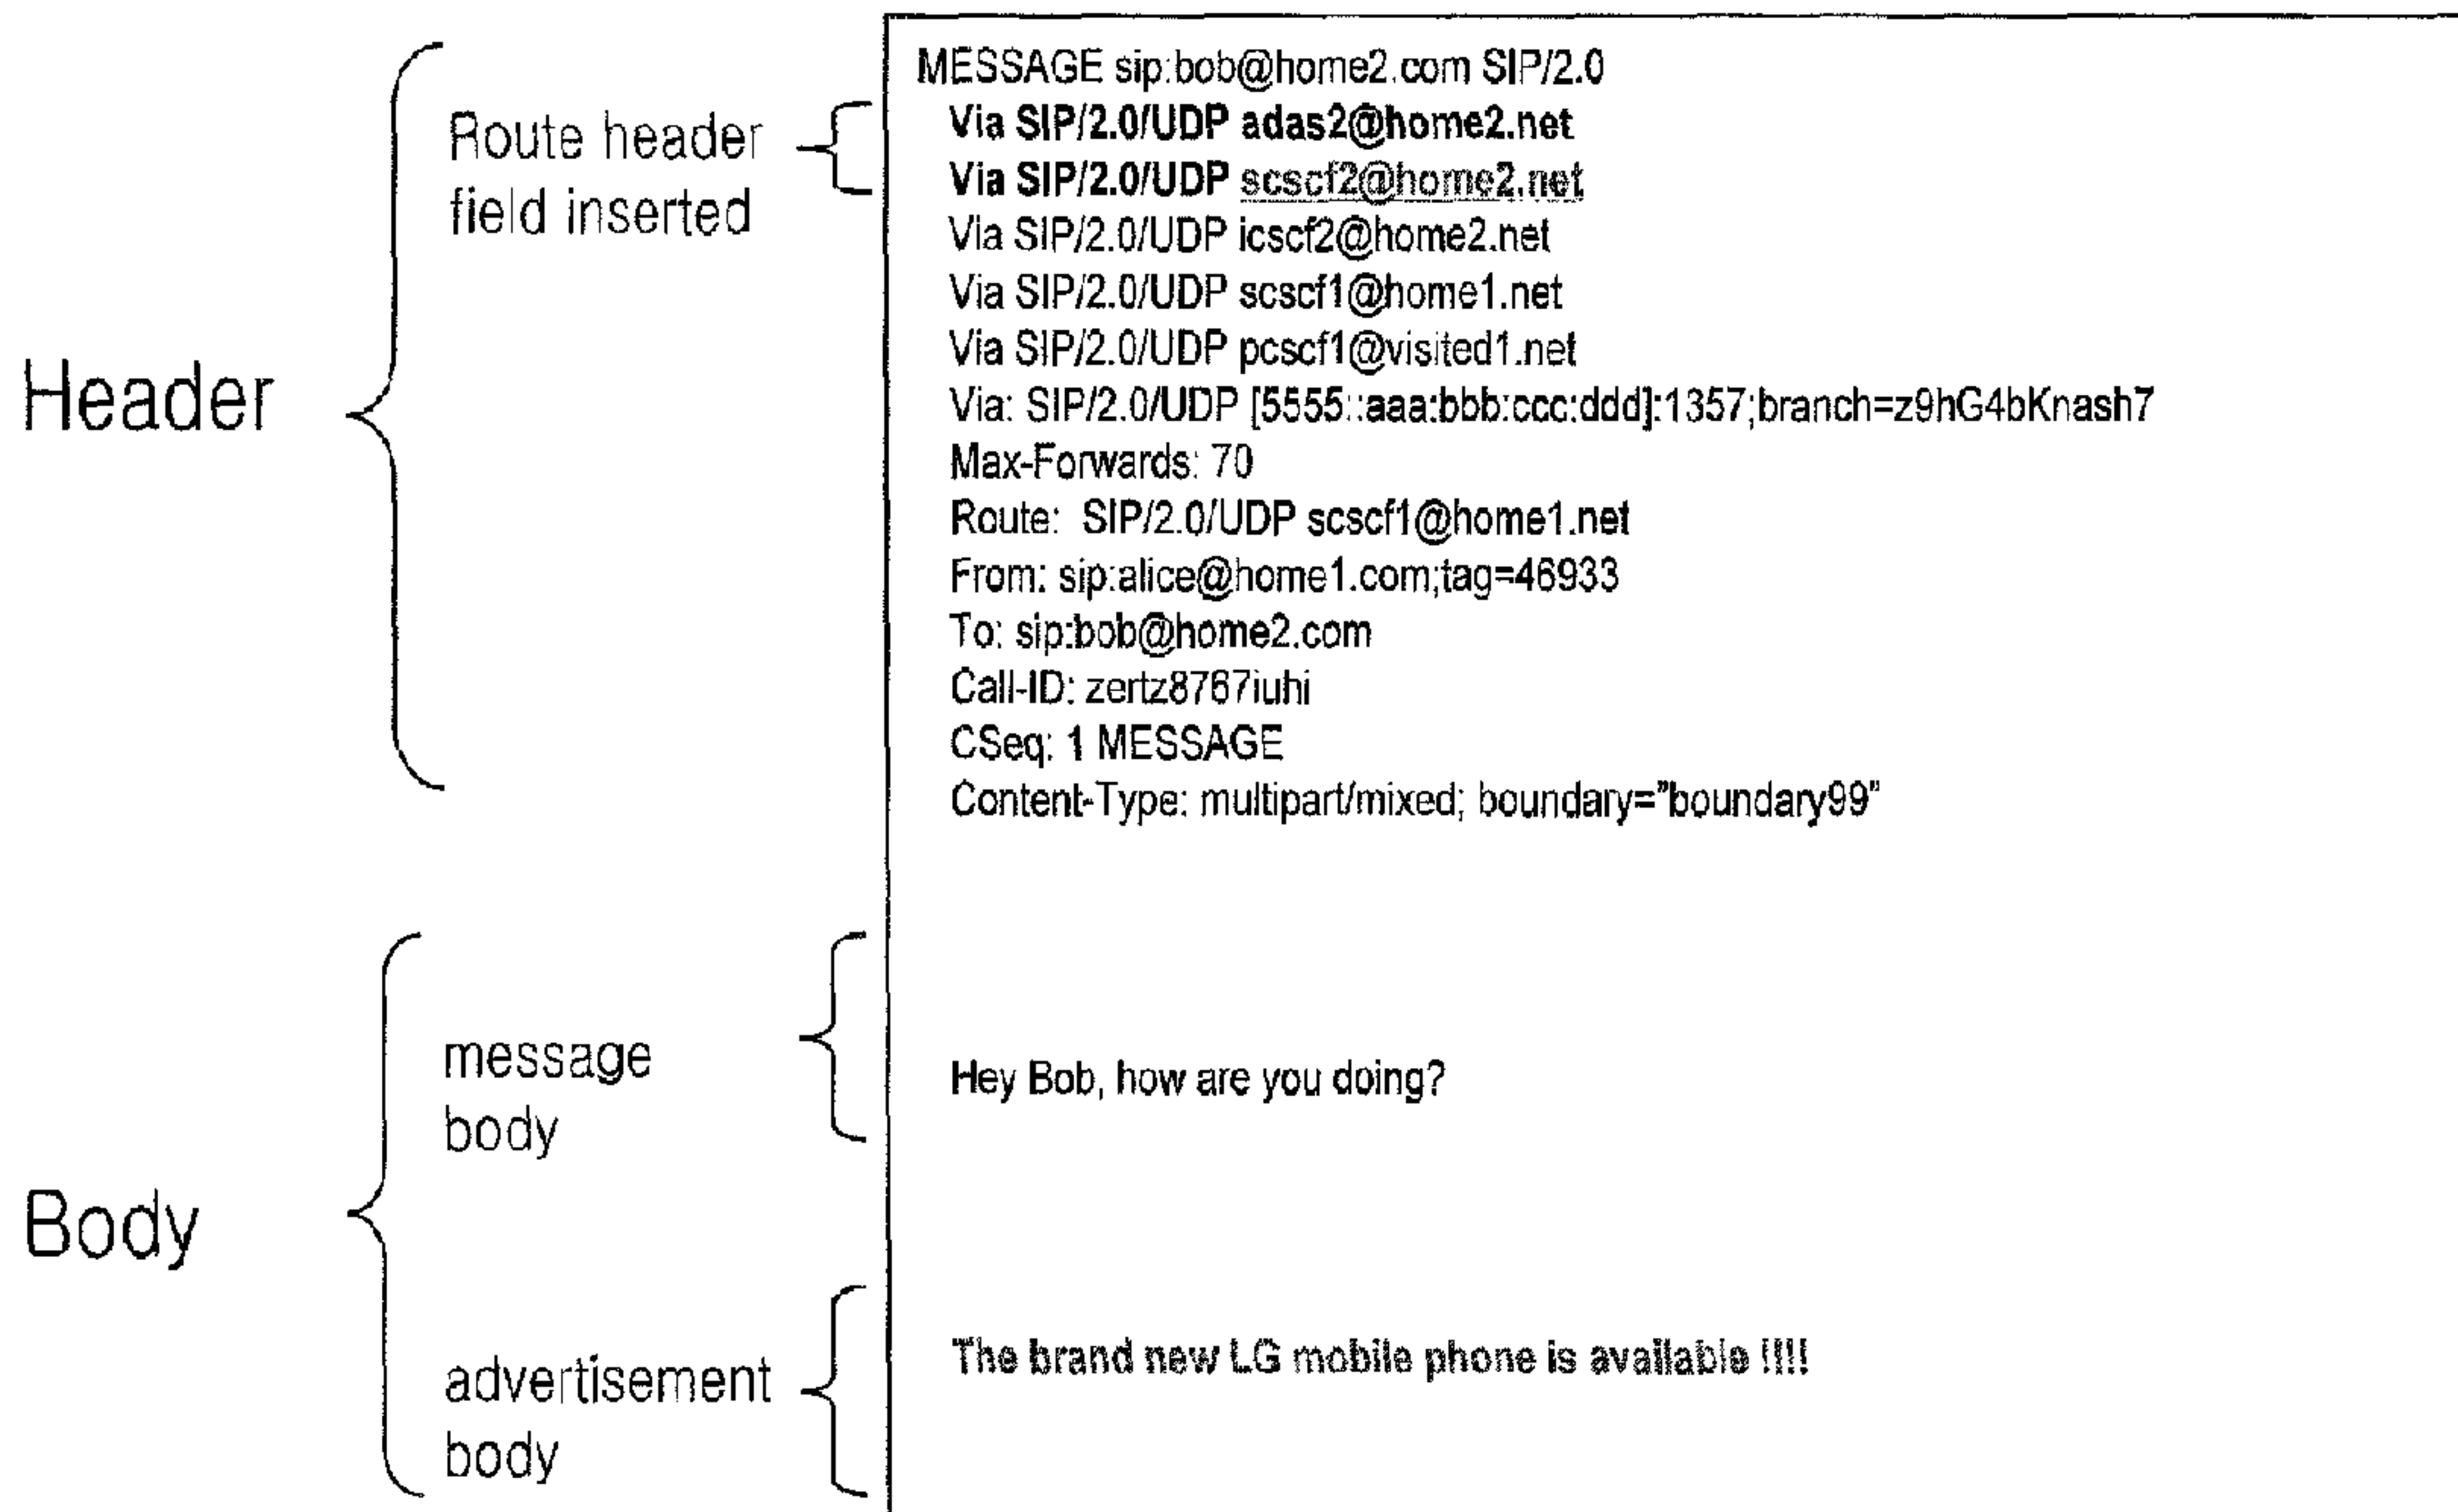 Header
Route header
field inserted
MESSAGE sip:bob@home2.com SIP/2.0
Via SIP/2.0/UDP adas2@home2.net
Via SIP/2.0/UDP scscf2@home2.net
Via SIP/2.0/UDP icscf2@home2.net
Via SIP/2.0/UDP scscf1@home1.net
Via SIP/2.0/UDP pcscf1@visited1.net
Via: SIP/2.0/UDP [5555::aaa:bbb:ccc:ddd]:1357;branch=z9hG4bKnash7
Max-Forwards: 70
Route: SIP/2.0/UDP scscf1@home1.net
From: sip:alice@home1.com;tag=46933
To: sip:bob@home2.com
Call-ID: zertz8767iuhi
CSeq: 1 MESSAGE
Content-Type: multipart/mixed; boundary="boundary99"
Body
message
body
Hey Bob, how are you doing?
advertisement
body
The brand new LG mobile phone is available !!!!